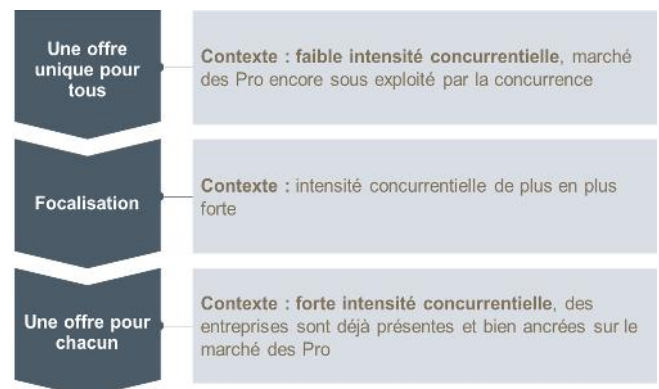 Une offre
unique pour
tous
Contexte : faible intensité concurrentielle, marché
des Pro encore sous exploité par la concurrence
Focalisation
Contexte : intensité concurrentielle de plus en plus
forte
Une offre pour
chacun
Contexte : forte intensité concurrentielle, des
entreprises sont déjà présentes et bien ancrées sur le
marché des Pro